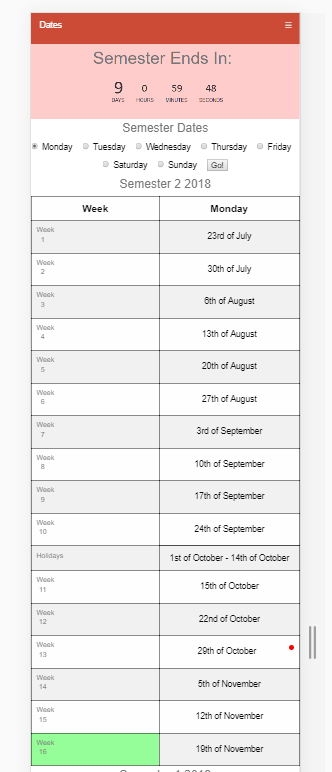 Dates
☰
Semester Ends In:
9 0 59 48
DAYS HOURS MINUTES SECONDS
Semester Dates
Monday Tuesday Wednesday Thursday Friday
Saturday Sunday Go!
Semester 2 2018
Week Monday
Week
1
23rd of July
Week
2
30th of July
Week
3
6th of August
Week
4
13th of August
Week
5
20th of August
Week
6
27th of August
Week
7
3rd of September
Week
8
10th of September
Week
9
17th of September
Week
10
24th of September
Holidays 1st of October - 14th of October
Week
11
15th of October
Week
12
22nd of October
Week
13
29th of October
Week
14
5th of November
Week
15
12th of November
Week
16
19th of November